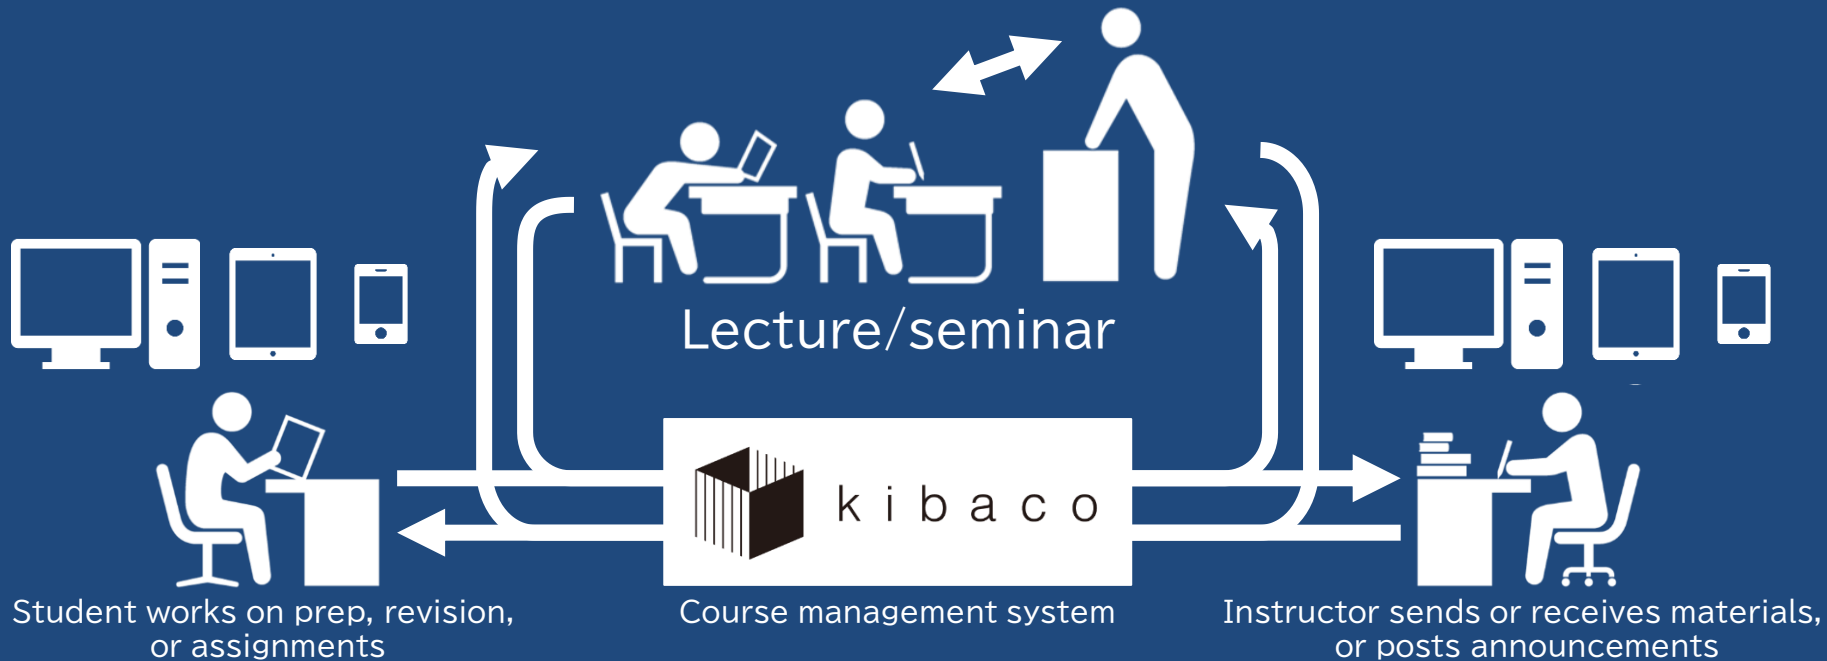 Lecture/seminar
kibaco
Student works on prep, revision,
or assignments
Course management system
Instructor sends or receives materials,
or posts announcements